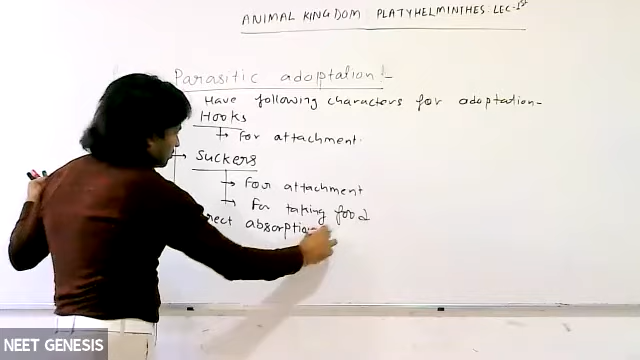 ANIMAL KINGDOM PLATYHELMINTHES: LEC-1st
Parasitic adoptation!-
Have following characters for adoptation-
Hooks
→ For attachment.
→ Suckers
→ For attachment
→ For taking food
absorption
NEET GENESIS